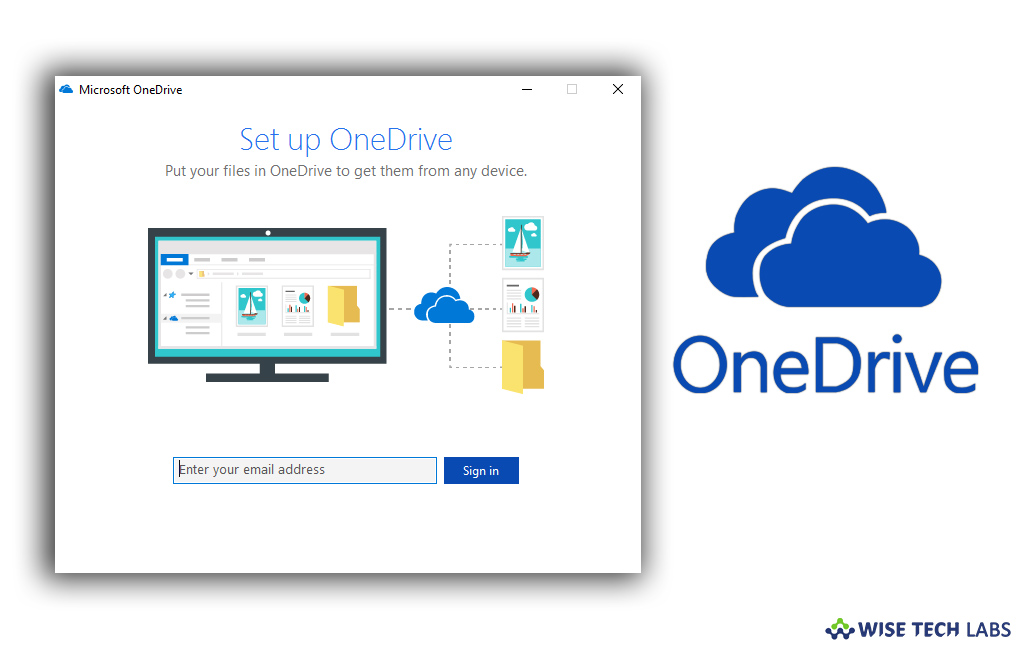 Microsoft OneDrive
Set up OneDrive
Put your files in OneDrive to get them from any device.
Enter your email address
Sign in
OneDrive
WISE TECH LABS